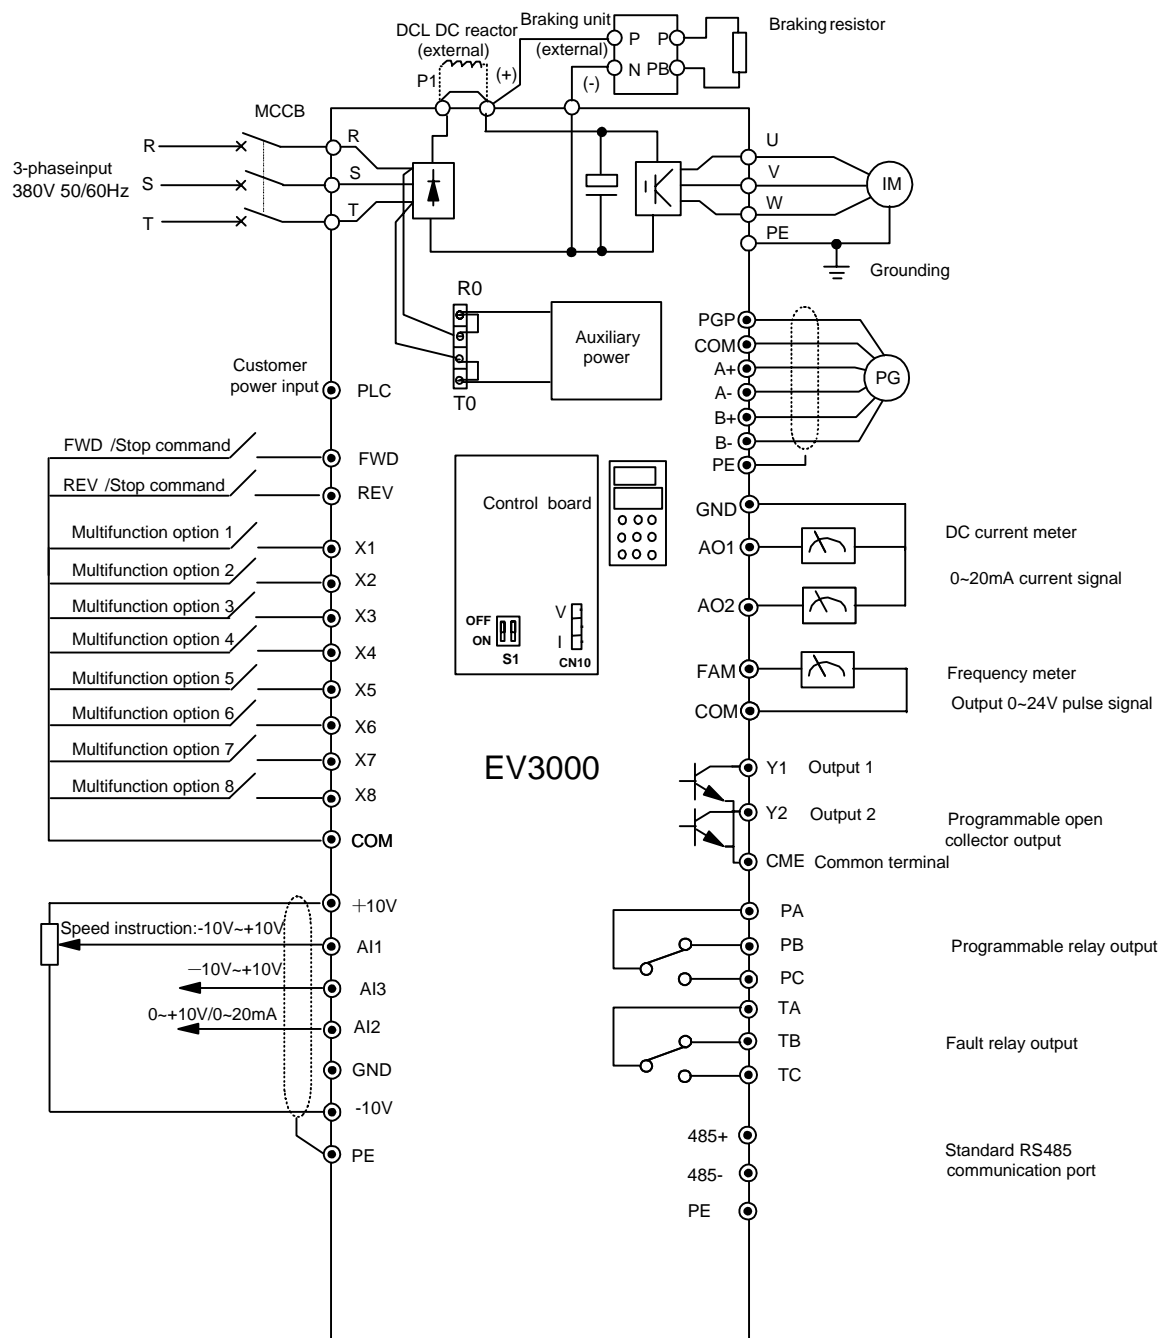 Braking unit
(external)
DCL DC reactor
(external)
Braking resistor
P1
(+)
(-)
P
P
N
PB
MCCB
R
R
3-phaseinput
380V 50/60Hz
S
S
T
T
U
V
W
IM
PE
Grounding
R0
T0
Auxiliary
power
Customer
power input
PLC
PGP
COM
A+
A-
B+
B-
PE
PG
FWD /Stop command
FWD
REV /Stop command
REV
Multifunction option 1
X1
Multifunction option 2
X2
Multifunction option 3
X3
Multifunction option 4
X4
Multifunction option 5
X5
Multifunction option 6
X6
Multifunction option 7
X7
Multifunction option 8
X8
COM
Control board
OFF
ON
S1
V
I
CN10
EV3000
GND
AO1
AO2
DC current meter
0~20mA current signal
FAM
COM
Frequency meter
Output 0~24V pulse signal
Y1
Output 1
Y2
Output 2
CME
Common terminal
Programmable open
collector output
+10V
Speed instruction:-10V~+10V
AI1
-10V~+10V
AI3
0~+10V/0~20mA
AI2
GND
-10V
PE
PA
PB
PC
Programmable relay output
TA
TB
TC
Fault relay output
485+
485-
PE
Standard RS485
communication port